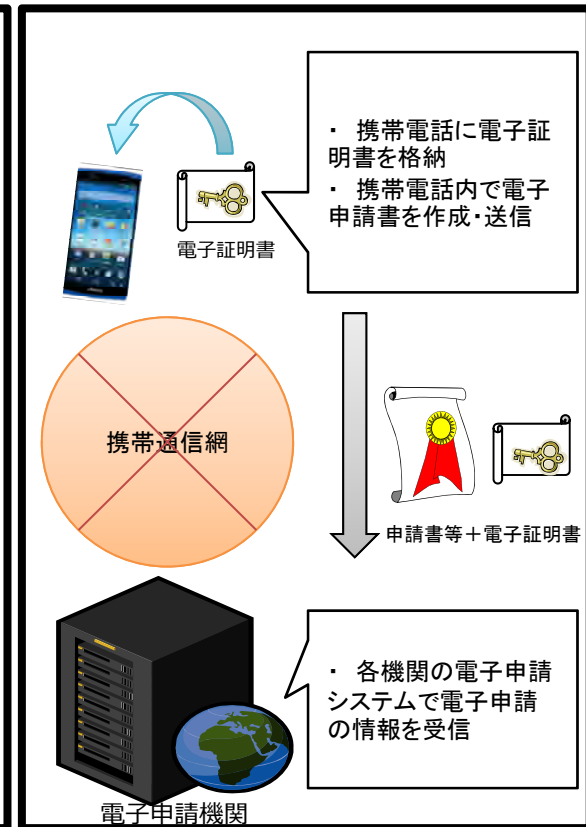 ・ 携帯電話に電子証
明書を格納
・ 携帯電話内で電子
申請書を作成・送信
電子証明書
携帯通信網
申請書等＋電子証明書
・ 各機関の電子申請
システムで電子申請
の情報を受信
電子申請機関